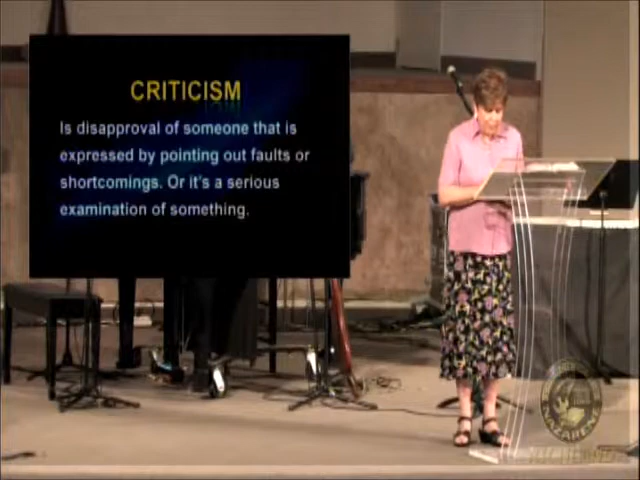 CRITICISM
Is disapproval of someone that is
expressed by pointing out faults or
shortcomings. Or it's a serious
examination of something.
NAZARENE